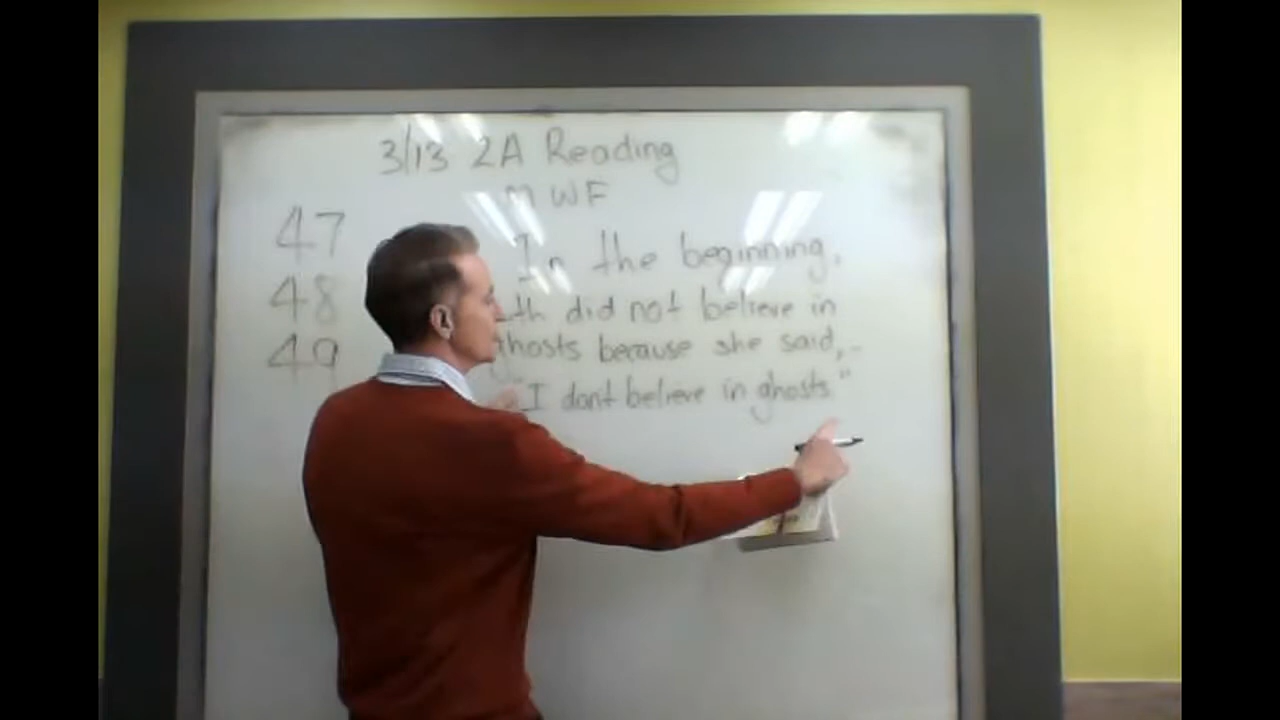 3/13 2A Reading
M WF
47
48
49
In the beginning,
did not believe in
ghosts because she said,
"I dont believe in ghosts"